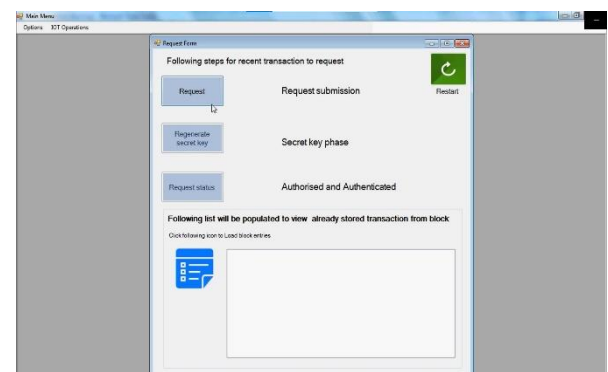 Main Menu
Options IOT Operations
Request Form
Following steps for recent transaction to request
Request
Request submission
Restart
Regenerate
secret key
Secret key phase
Request status
Authorised and Authenticated
Following list will be populated to view already stored transaction from block
Click following icon to Load block entries